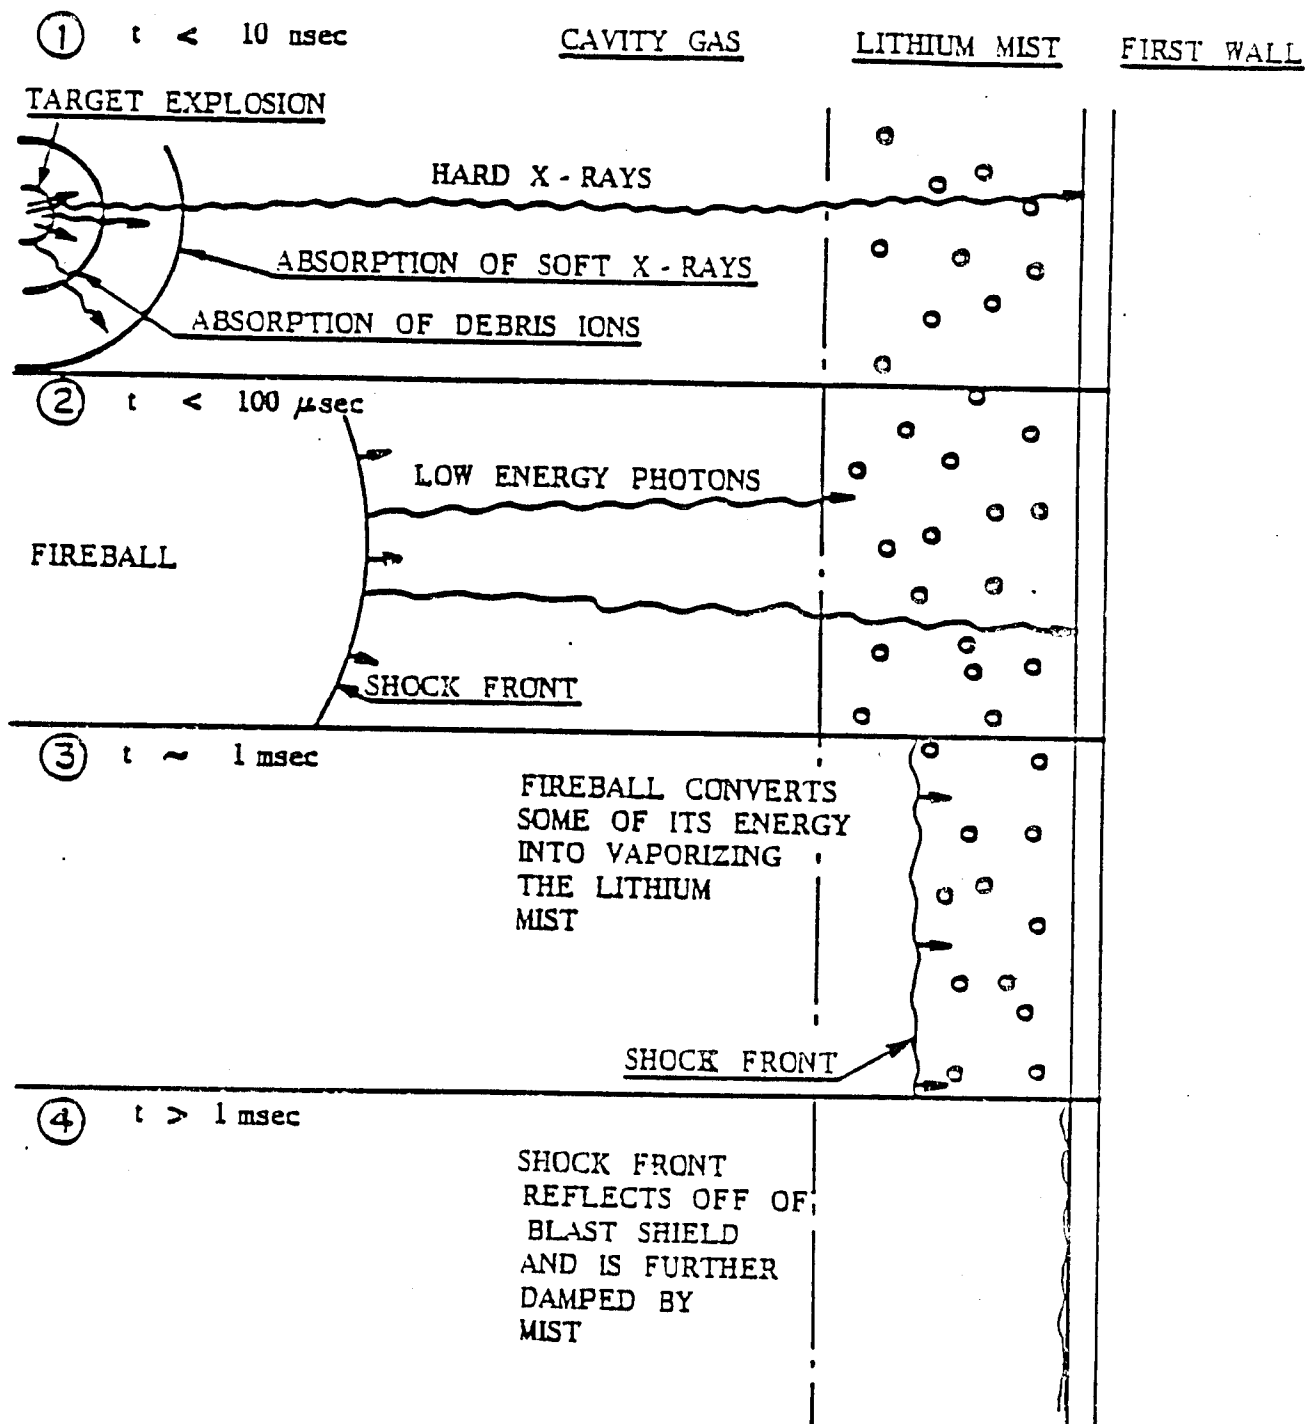 ① t < 10 nsec
CAVITY GAS
LITHIUM MIST
FIRST WALL
TARGET EXPLOSION
HARD X - RAYS
ABSORPTION OF SOFT X - RAYS
ABSORPTION OF DEBRIS IONS
② t < 100 μsec
LOW ENERGY PHOTONS
FIREBALL
SHOCK FRONT
③ t ~ 1 msec
FIREBALL CONVERTS
SOME OF ITS ENERGY
INTO VAPORIZING
THE LITHIUM
MIST
SHOCK FRONT
④ t > 1 msec
SHOCK FRONT
REFLECTS OFF OF
BLAST SHIELD
AND IS FURTHER
DAMPED BY
MIST